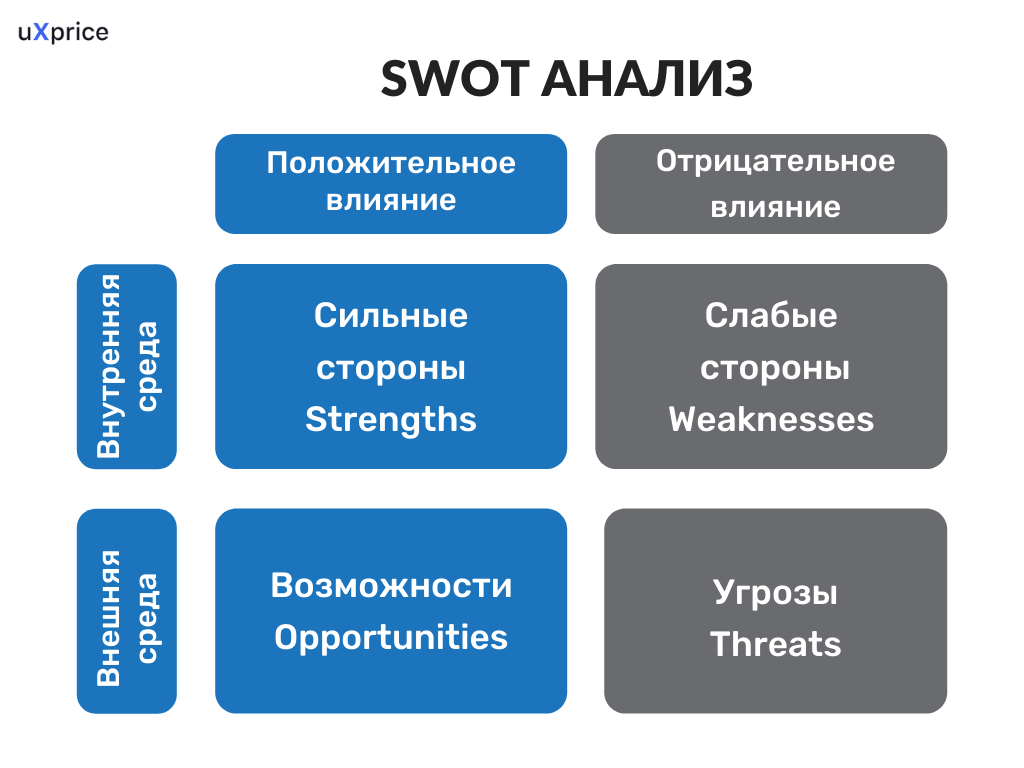 uXprice
SWOT АНАЛИЗ
Положительное
влияние
Отрицательное
влияние
Внутренняя
среда
Сильные
стороны
Strengths
Слабые
стороны
Weaknesses
Внешняя
среда
Возможности
Opportunities
Угрозы
Threats